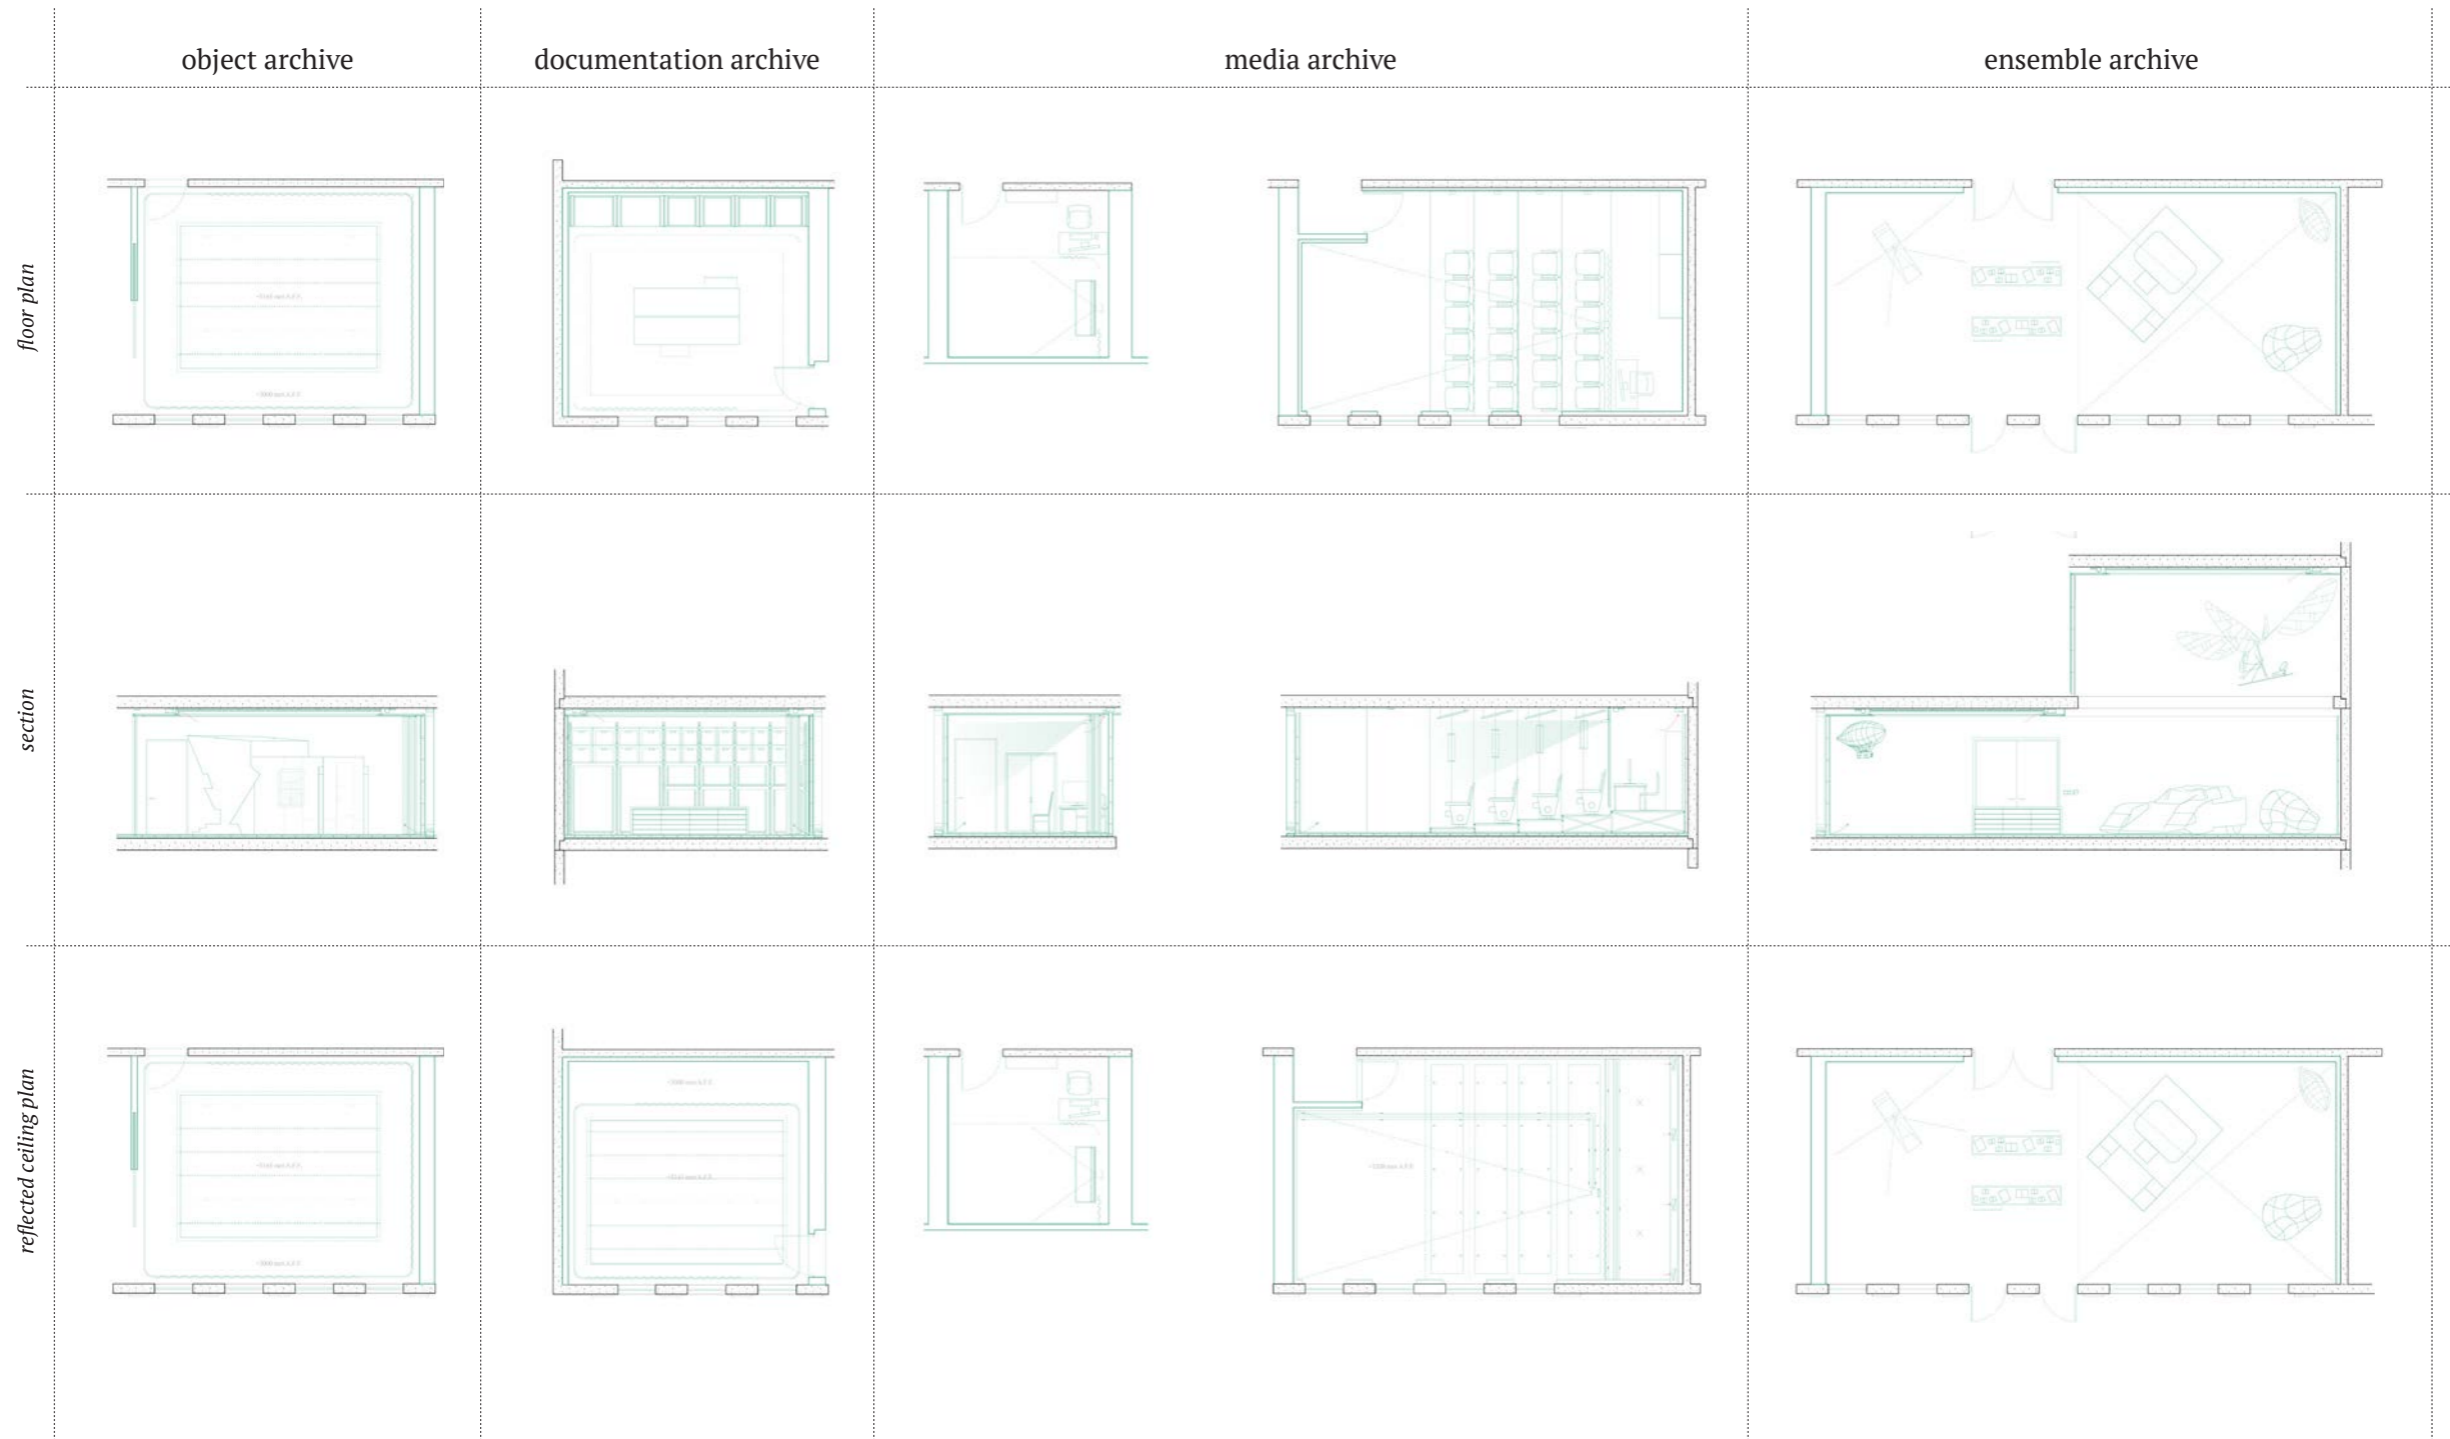 object archive
documentation archive
media archive
ensemble archive
floor plan
section
reflected ceiling plan